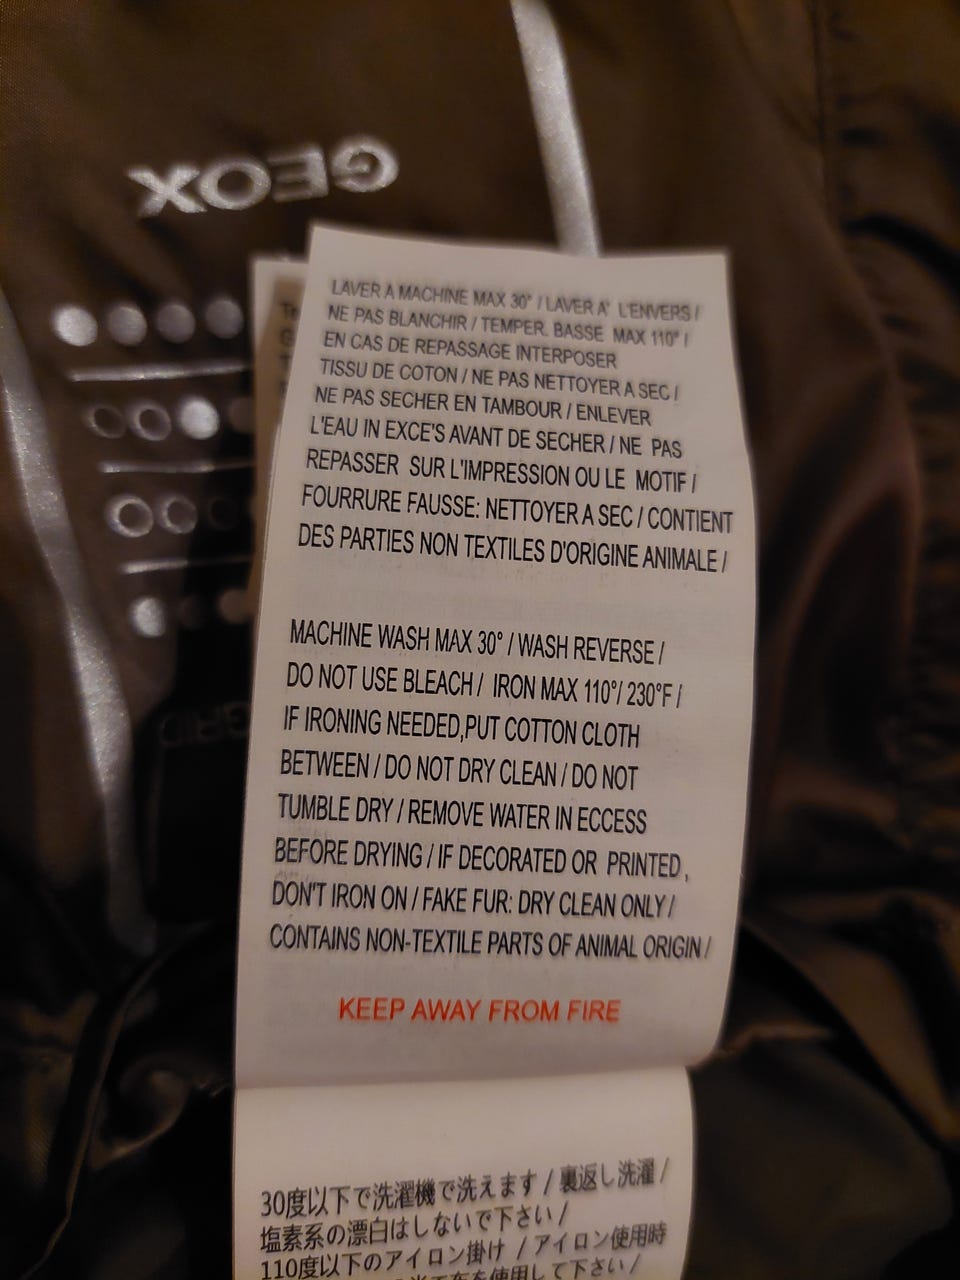 GEOX
LAVER A MACHINE MAX 30° / LAVER A' L'ENVERS /
NE PAS BLANCHIR / TEMPER. BASSE MAX 110° /
EN CAS DE REPASSAGE INTERPOSER
TISSU DE COTON / NE PAS NETTOYER A SEC /
NE PAS SECHER EN TAMBOUR / ENLEVER
L'EAU IN EXCE'S AVANT DE SECHER / NE PAS
REPASSER SUR L'IMPRESSION OU LE MOTIF /
FOURRURE FAUSSE: NETTOYER A SEC / CONTIENT
DES PARTIES NON TEXTILES D'ORIGINE ANIMALE /
MACHINE WASH MAX 30° / WASH REVERSE /
DO NOT USE BLEACH / IRON MAX 110°/ 230°F /
IF IRONING NEEDED,PUT COTTON CLOTH
BETWEEN / DO NOT DRY CLEAN / DO NOT
TUMBLE DRY / REMOVE WATER IN ECCESS
BEFORE DRYING / IF DECORATED OR PRINTED,
DON'T IRON ON / FAKE FUR: DRY CLEAN ONLY /
CONTAINS NON-TEXTILE PARTS OF ANIMAL ORIGIN /
KEEP AWAY FROM FIRE
30度以下で洗濯機で洗えます / 裏返し洗濯 /
塩素系の漂白はしないで下さい /
110度以下のアイロン掛け / アイロン使用時
を使用して下さい /